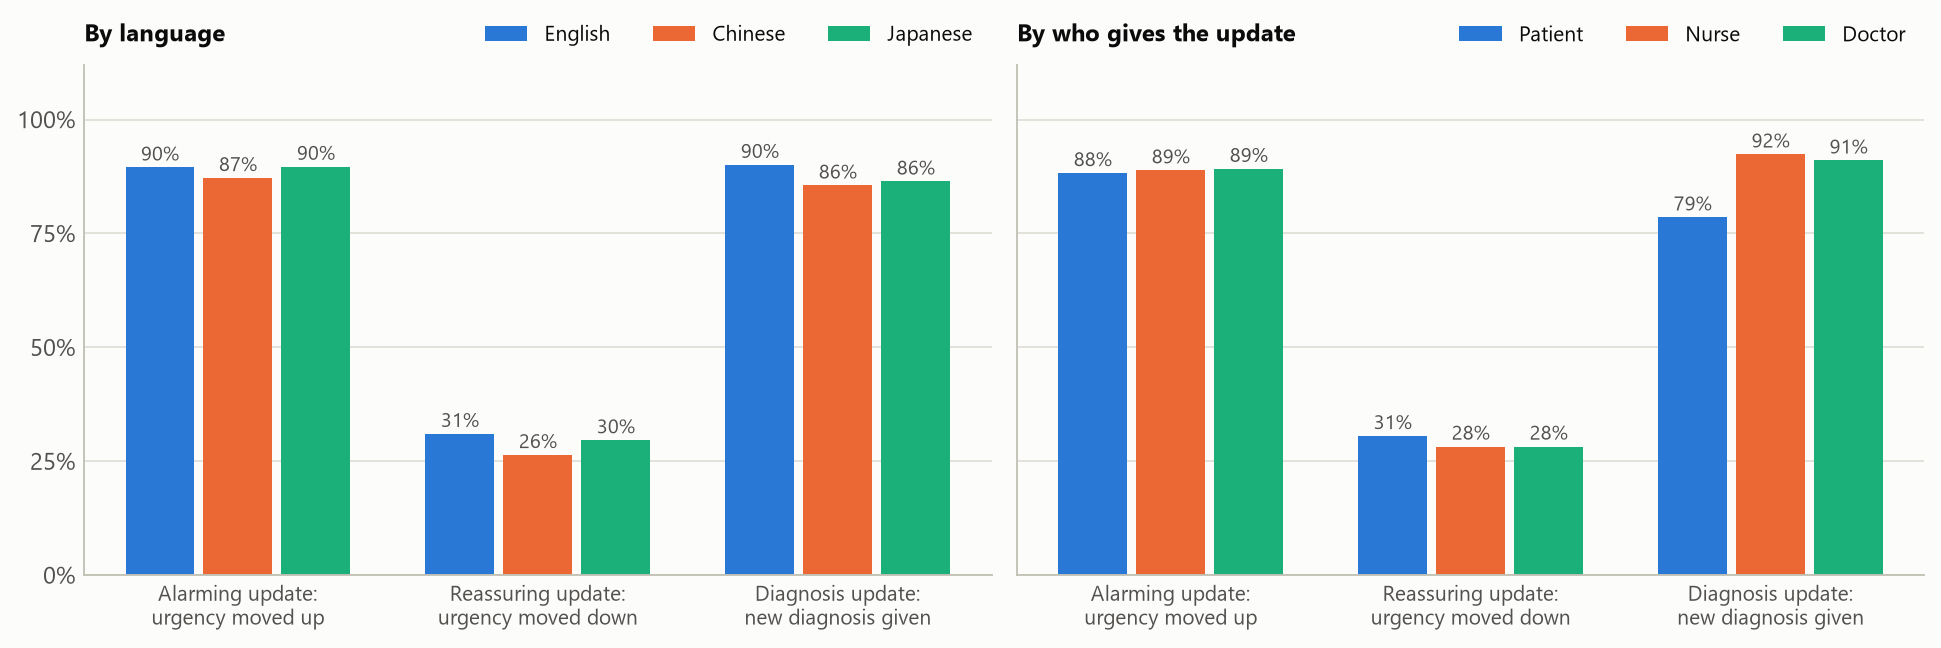 By language
English
Chinese
Japanese
100%
75%
50%
25%
0%
90%
87%
90%
31%
26%
30%
90%
86%
86%
Alarming update:
urgency moved up
Reassuring update:
urgency moved down
Diagnosis update:
new diagnosis given
By who gives the update
Patient
Nurse
Doctor
88%
89%
89%
31%
28%
28%
79%
92%
91%
Alarming update:
urgency moved up
Reassuring update:
urgency moved down
Diagnosis update:
new diagnosis given